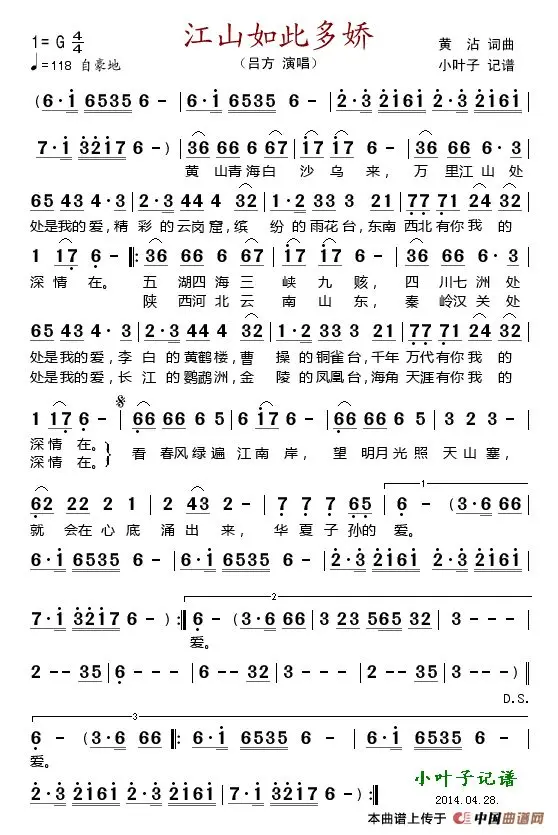 江山如此多娇
1= G 4/4
♩=118 自豪地
（吕方 演唱）
黄 沾 词曲
小叶子 记谱
(6·i 6535 6 - | 6·i 6535 6 - | 2·3 2161 2·3 2161 |
7·i 3217 6 - ) | 36 66 6 67 | i7 i7 6 - | 36 66 6·3 |
黄 山青海白 沙乌来， 万里江山处
65 43 4·3 | 2·3 44 4 32 | 1·2 33 3 21 | 77 71 24 32 |
处是我的爱，精彩的云岗窟，缤 纷的雨花台，东南西北有你我的
1 17 6 - ‖: 36 66 6 67 | i7 i7 6 - | 36 66 6·3 |
深情在。 五湖四海三 峡九赅， 四川七洲处
陕西河北云 南山东， 秦岭汉关处
65 43 4·3 | 2·3 44 4 32 | 1·2 33 3 21 | 77 71 24 32 |
处是我的爱，李白的黄鹤楼，曹 操的铜雀台，千年万代有你我的
处是我的爱，长江的鹦鹉洲，金 陵的凤凰台，海角天涯有你我的
1 17 6 - | 66 66 6 5 | 3 6 1 - | 66 66 6 5 | 3 2 3 - |
深情在。 看春风绿遍江南岸， 望明月光照天山塞，
深情在。
62 22 2 1 | 2 43 2 - | 7 7 7 65 | 6 - (3·6 66 |
就会在心底涌出来， 华夏子孙的爱。
6·i 6535 6 - | 6·i 6535 6 - | 2·3 2161 2·3 2161 |
7·i 3217 6 - ):‖ 6 - (3·6 66 | 3 23 565 32 | 3 - - - |
爱。
2 - - 35 | 6 - - - | 6 - 32 | 3 - - 35 | 3 - - - )‖
D.S.
6 - (3·6 66 ‖: 6·i 6535 6 - | 6·i 6535 6 - |
爱。
2·3 2161 2·3 2161 | 7·i 3217 6 - ):‖
小叶子记谱
2014.04.28.
本曲谱上传于 中国曲谱网